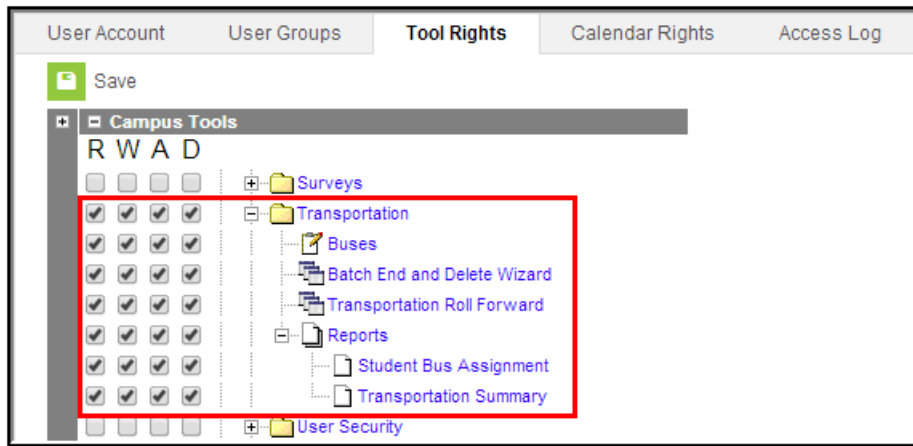 User Account User Groups Tool Rights Calendar Rights Access Log
Save
Campus Tools
R W A D
Surveys
Transportation
Buses
Batch End and Delete Wizard
Transportation Roll Forward
Reports
Student Bus Assignment
Transportation Summary
User Security